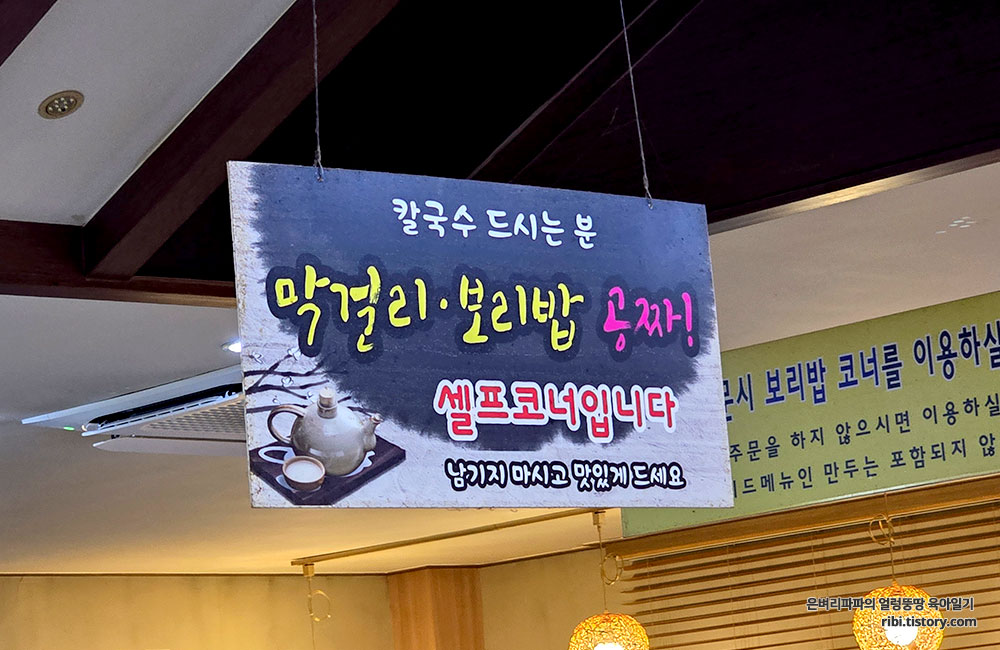 칼국수 드시는 분
막걸리·보리밥 공짜!
셀프코너입니다
남기지 마시고 맛있게 드세요
보리밥 코너를 이용하실
주문을 하지 않으시면 이용하실
인 만두는 포함되지 않
은벼리파파의 얼렁뚱땅 육아일기
ribi.tistory.com